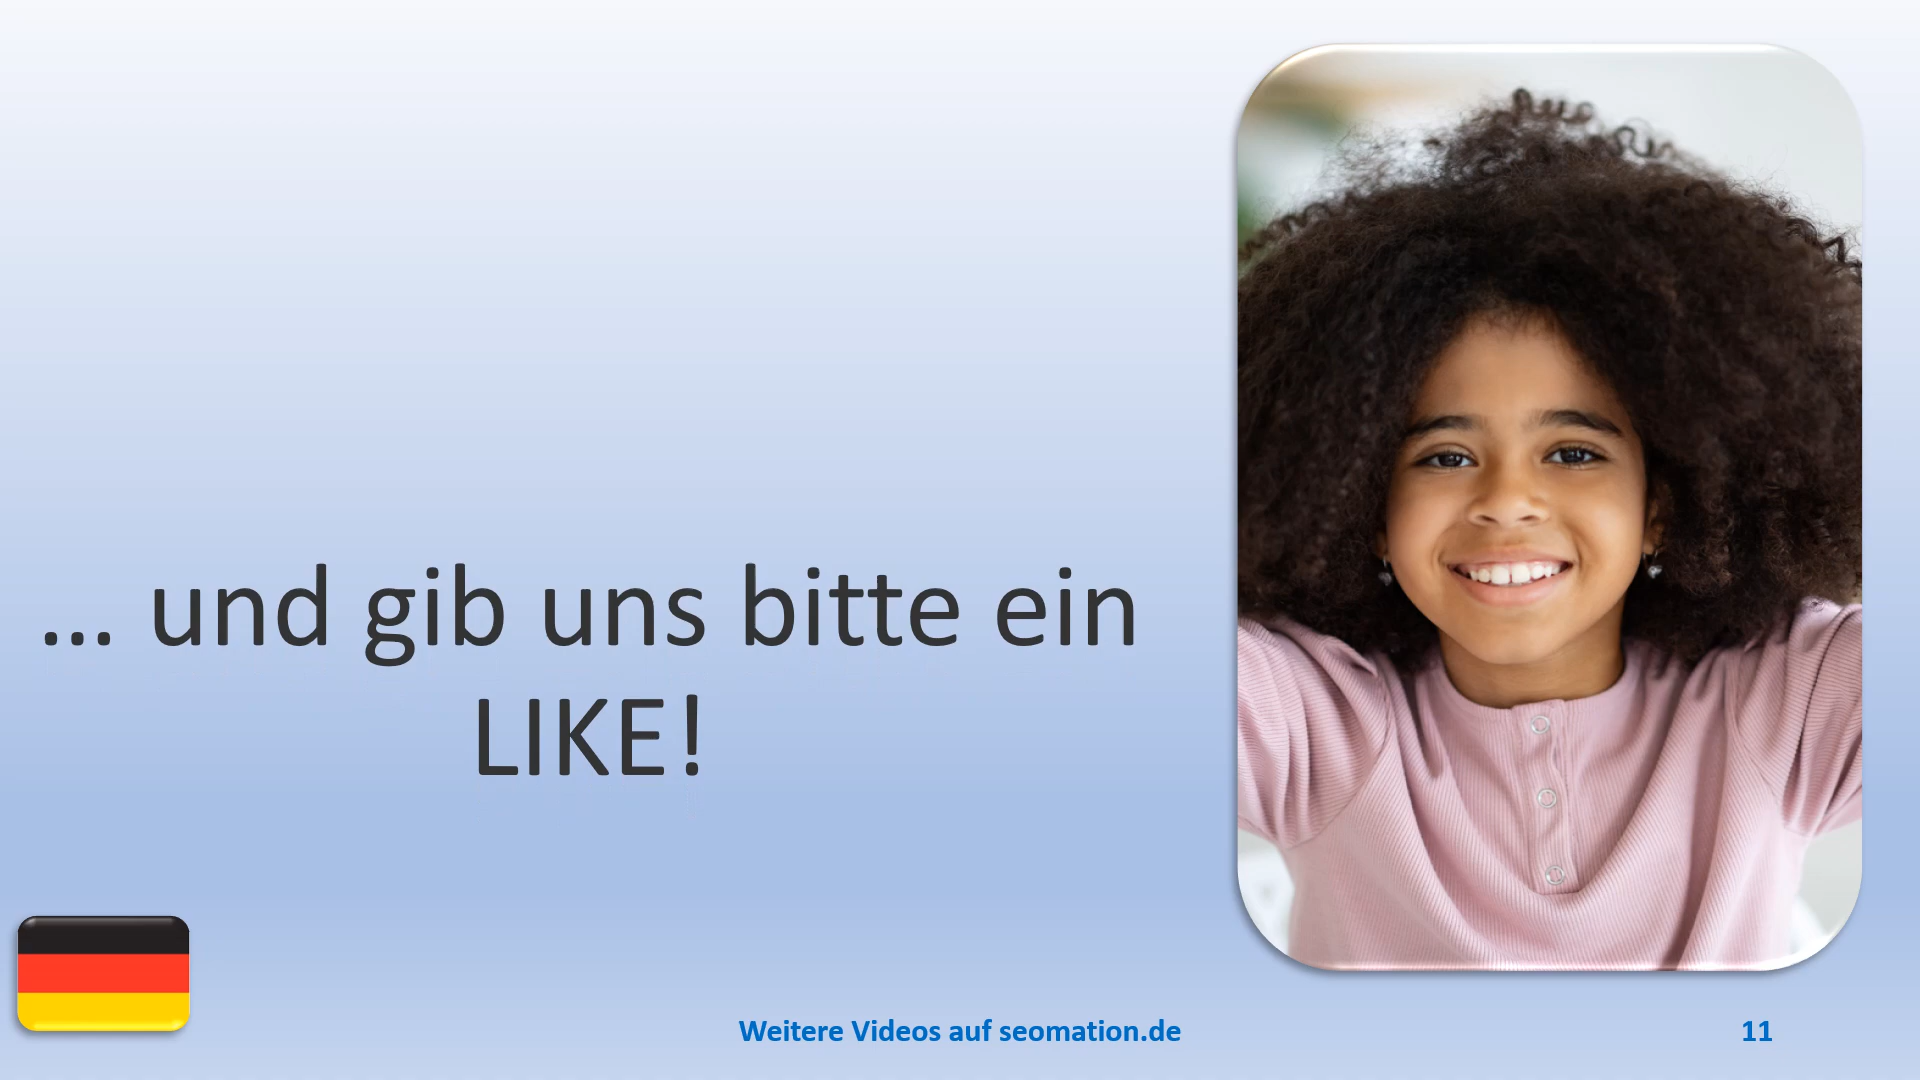 ... und gib uns bitte ein
LIKE!
Weitere Videos auf seomation.de
11